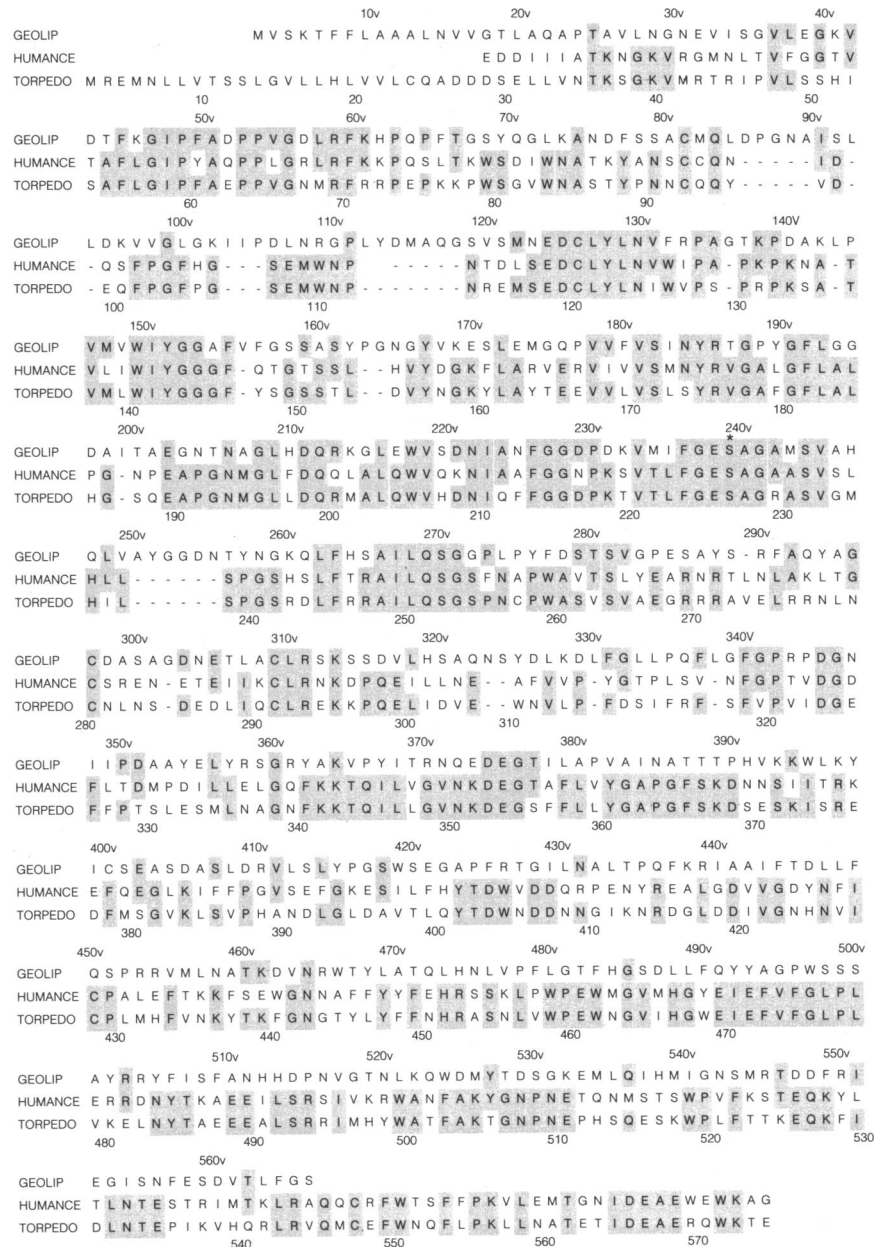 10v 20v 30v 40v
GEOLIP M V S K T F F L A A A L N V V G T L A Q A P T A V L N G N E V I S G V L E G K V
HUMANCE E D D I I I A T K N G K V R G M N L T V F G G T V
TORPEDO M R E M N L L V T S S L G V L L H L V V L C Q A D D D S E L L V N T K S G K V M R T R I P V L S S H I
10 20 30 40 50
50v 60v 70v 80v 90v
GEOLIP D T F K G I P F A D P P V G D L R F K H P Q P F T G S Y Q G L K A N D F S S A C M Q L D P G N A I S L
HUMANCE T A F L G I P Y A Q P P L G R L R F K K P Q S L T K W S D I W N A T K Y A N S C C Q N - - - - - I D -
TORPEDO S A F L G I P F A E P P V G N M R F R R P E P K K P W S G V W N A S T Y P N N C Q Q Y - - - - - V D -
60 70 80 90
100v 110v 120v 130v 140v
GEOLIP L D K V V G L G K I I P D L N R G P L Y D M A Q G S V S M N E D C L Y L N V F R P A G T K P D A K L P
HUMANCE - Q S F P G F H G - - - S E M W N P - - - - - - - N T D L S E D C L Y L N V W I P A - P K P K N A - T
TORPEDO - E Q F P G F P G - - - S E M W N P - - - - - - - N R E M S E D C L Y L N I W V P S - P R P K S A - T
100 110 120 130
150v 160v 170v 180v 190v
GEOLIP V M V W I Y G G A F V F G S S A S Y P G N G Y V K E S L E M G Q P V V F V S I N Y R T G P Y G F L G G
HUMANCE V L I W I Y G G G F - Q T G T S S L - - H V Y D G K F L A R V E R V I V V S M N Y R V G A L G F L A L
TORPEDO V M L W I Y G G G F - Y S G S S T L - - D V Y N G K Y L A Y T E E V V L V S L S Y R V G A F G F L A L
140 150 160 170 180
200v 210v 220v 230v * 240v
GEOLIP D A I T A E G N T N A G L H D Q R K G L E W V S D N I A N F G G D P D K V M I F G E S A G A M S V A H
HUMANCE P G - N P E A P G N M G L F D Q Q L A L Q W V Q K N I A A F G G N P K S V T L F G E S A G A A S V S L
TORPEDO H G - S Q E A P G N M G L L D Q R M A L Q W V H D N I Q F F G G D P K T V T L F G E S A G R A S V G M
190 200 210 220 230
250v 260v 270v 280v 290v
GEOLIP Q L V A Y G G D N T Y N G K Q L F H S A I L Q S G G P L P Y F D S T S V G P E S A Y S - R F A Q Y A G
HUMANCE H L L - - - - - - S P G S H S L F T R A I L Q S G S F N A P W A V T S L Y E A R N R T L N L A K L T G
TORPEDO H I L - - - - - - S P G S R D L F R R A I L Q S G S P N C P W A S V S V A E G R R R A V E L R R N L N
240 250 260 270
300v 310v 320v 330v 340v
GEOLIP C D A S A G D N E T L A C L R S K S S D V L H S A Q N S Y D L K D L F G L L P Q F L G F G P R P D G N
HUMANCE C S R E N - E T E I I K C L R N K D P Q E I L L N E - - A F V V P - Y G T P L S V - N F G P T V D G D
TORPEDO C N L N S - D E D L I Q C L R E K K P Q E L I D V E - - W N V L P - F D S I F R F - S F V P V I D G E
280 290 300 310 320
350v 360v 370v 380v 390v
GEOLIP I I P D A A Y E L Y R S G R Y A K V P Y I T R N Q E D E G T I L A P V A I N A T T T P H V K K W L K Y
HUMANCE F L T D M P D I L L E L G Q F K K T Q I L V G V N K D E G T A F L V Y G A P G F S K D N N S I I T R K
TORPEDO F F P T S L E S M L N A G N F K K T Q I L L G V N K D E G S F F L L Y G A P G F S K D S E S K I S R E
330 340 350 360 370
400v 410v 420v 430v 440v
GEOLIP I C S E A S D A S L D R V L S L Y P G S W S E G A P F R T G I L N A L T P Q F K R I A A I F T D L L F
HUMANCE E F Q E G L K I F F P G V S E F G K E S I L F H Y T D W V D D Q R P E N Y R E A L G D V V G D Y N F I
TORPEDO D F M S G V K L S V P H A N D L G L D A V T L Q Y T D W N D D N N G I K N R D G L D D I V G N H N V I
380 390 400 410 420
450v 460v 470v 480v 490v 500v
GEOLIP Q S P R R V M L N A T K D V N R W T Y L A T Q L H N L V P F L G T F H G S D L L F Q Y Y A G P W S S S
HUMANCE C P A L E F T K K F S E W G N N A F F Y Y F E H R S S K L P W P E W M G V M H G Y E I E F V F G L P L
TORPEDO C P L M H F V N K Y T K F G N G T Y L Y F F N H R A S N L V W P E W N G V I H G W E I E F V F G L P L
430 440 450 460 470
510v 520v 530v 540v 550v
GEOLIP A Y R R Y F I S F A N H H D P N V G T N L K Q W D M Y T D S G K E M L Q I H M I G N S M R T D D F R I
HUMANCE E R R D N Y T K A E E I L S R S I V K R W A N F A K Y G N P N E T Q N M S T S W P V F K S T E Q K Y L
TORPEDO V K E L N Y T A E E E A L S R R I M H Y W A T F A K T G N P N E P H S Q E S K W P L F T T K E Q K F I
480 490 500 510 520 530
560v
GEOLIP E G I S N F E S D V T L F G S
HUMANCE T L N T E S T R I M T K L R A Q Q C R F W T S F F P K V L E M T G N I D E A E W E W K A G
TORPEDO D L N T E P I K V H Q R L R V Q M C E F W N Q F L P K L L N A T E T I D E A E R Q W K T E
540 550 560 570